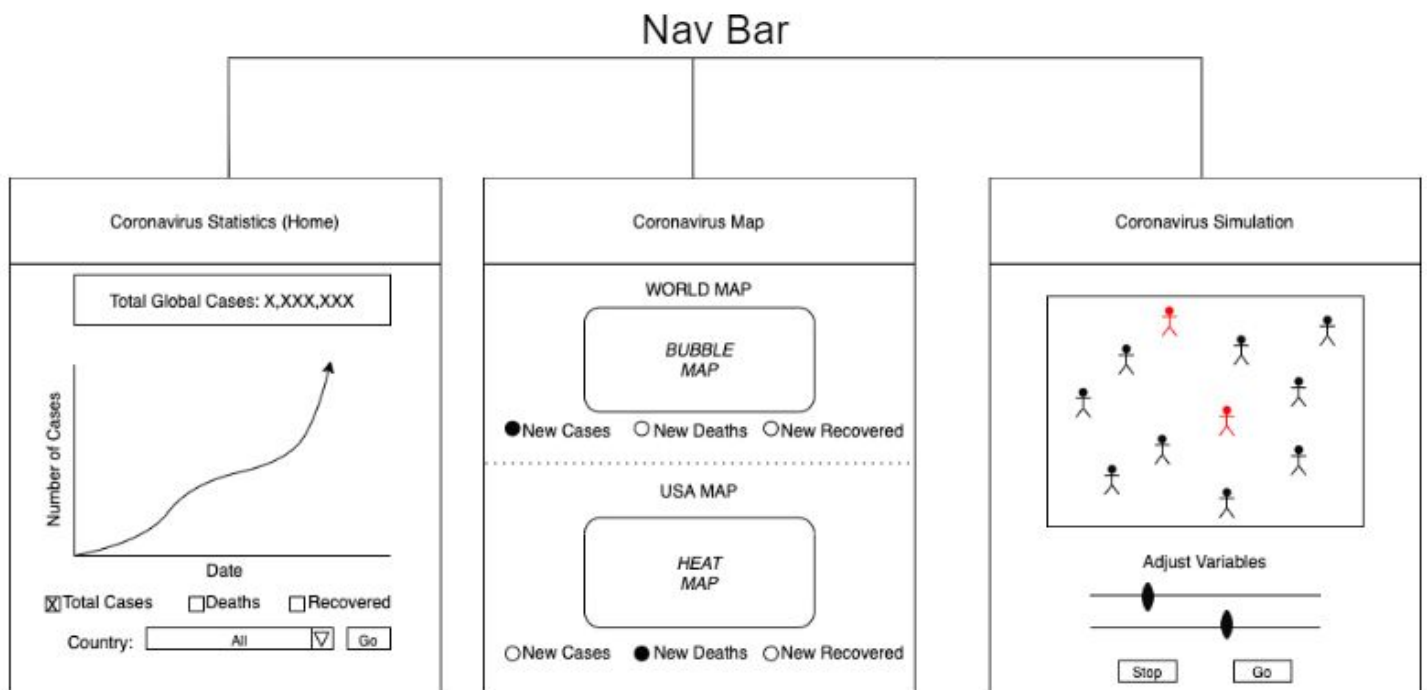 Nav Bar
Coronavirus Statistics (Home)
Total Global Cases: X,XXX,XXX
Number of Cases
Date
X Total Cases Deaths Recovered
Country: All Go
Coronavirus Map
WORLD MAP
BUBBLE
MAP
New Cases New Deaths New Recovered
USA MAP
HEAT
MAP
New Cases New Deaths New Recovered
Coronavirus Simulation
Adjust Variables
Stop Go